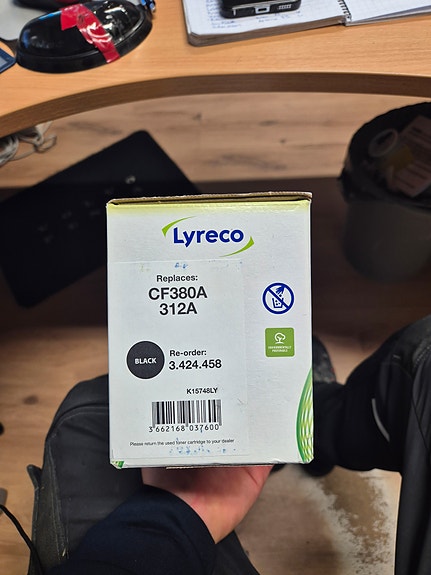 Lyreco
Replaces:
CF380A
312A
BLACK
Re-order:
3.424.458
K15748LY
3 662168 037600
Please return the used toner cartridge to your dealer